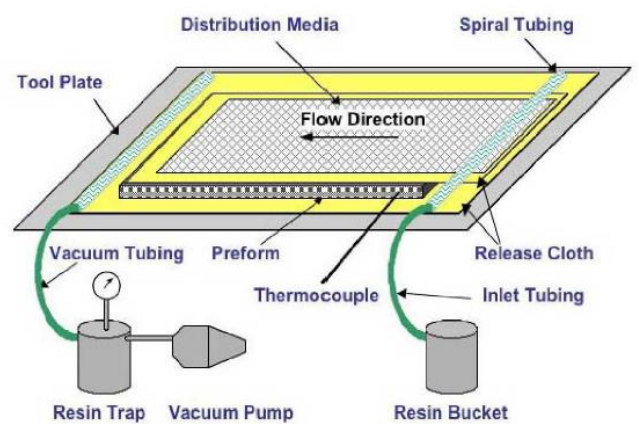 Distribution Media
Spiral Tubing
Tool Plate
Flow Direction
Vacuum Tubing
Preform
Release Cloth
Thermocouple
Inlet Tubing
Resin Trap
Vacuum Pump
Resin Bucket